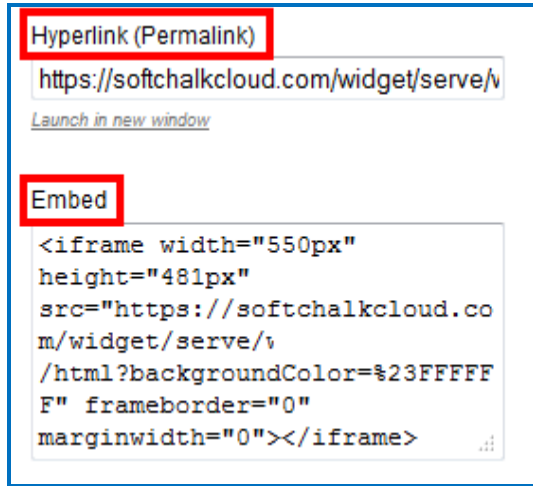 Hyperlink (Permalink)
https://softchalkcloud.com/widget/serve/
Launch in new window
Embed
<iframe width="550px"
height="481px"
src="https://softchalkcloud.co
m/widget/serve/
/html?backgroundColor=%23FFFFF
F" frameborder="0"
marginwidth="0"></iframe>